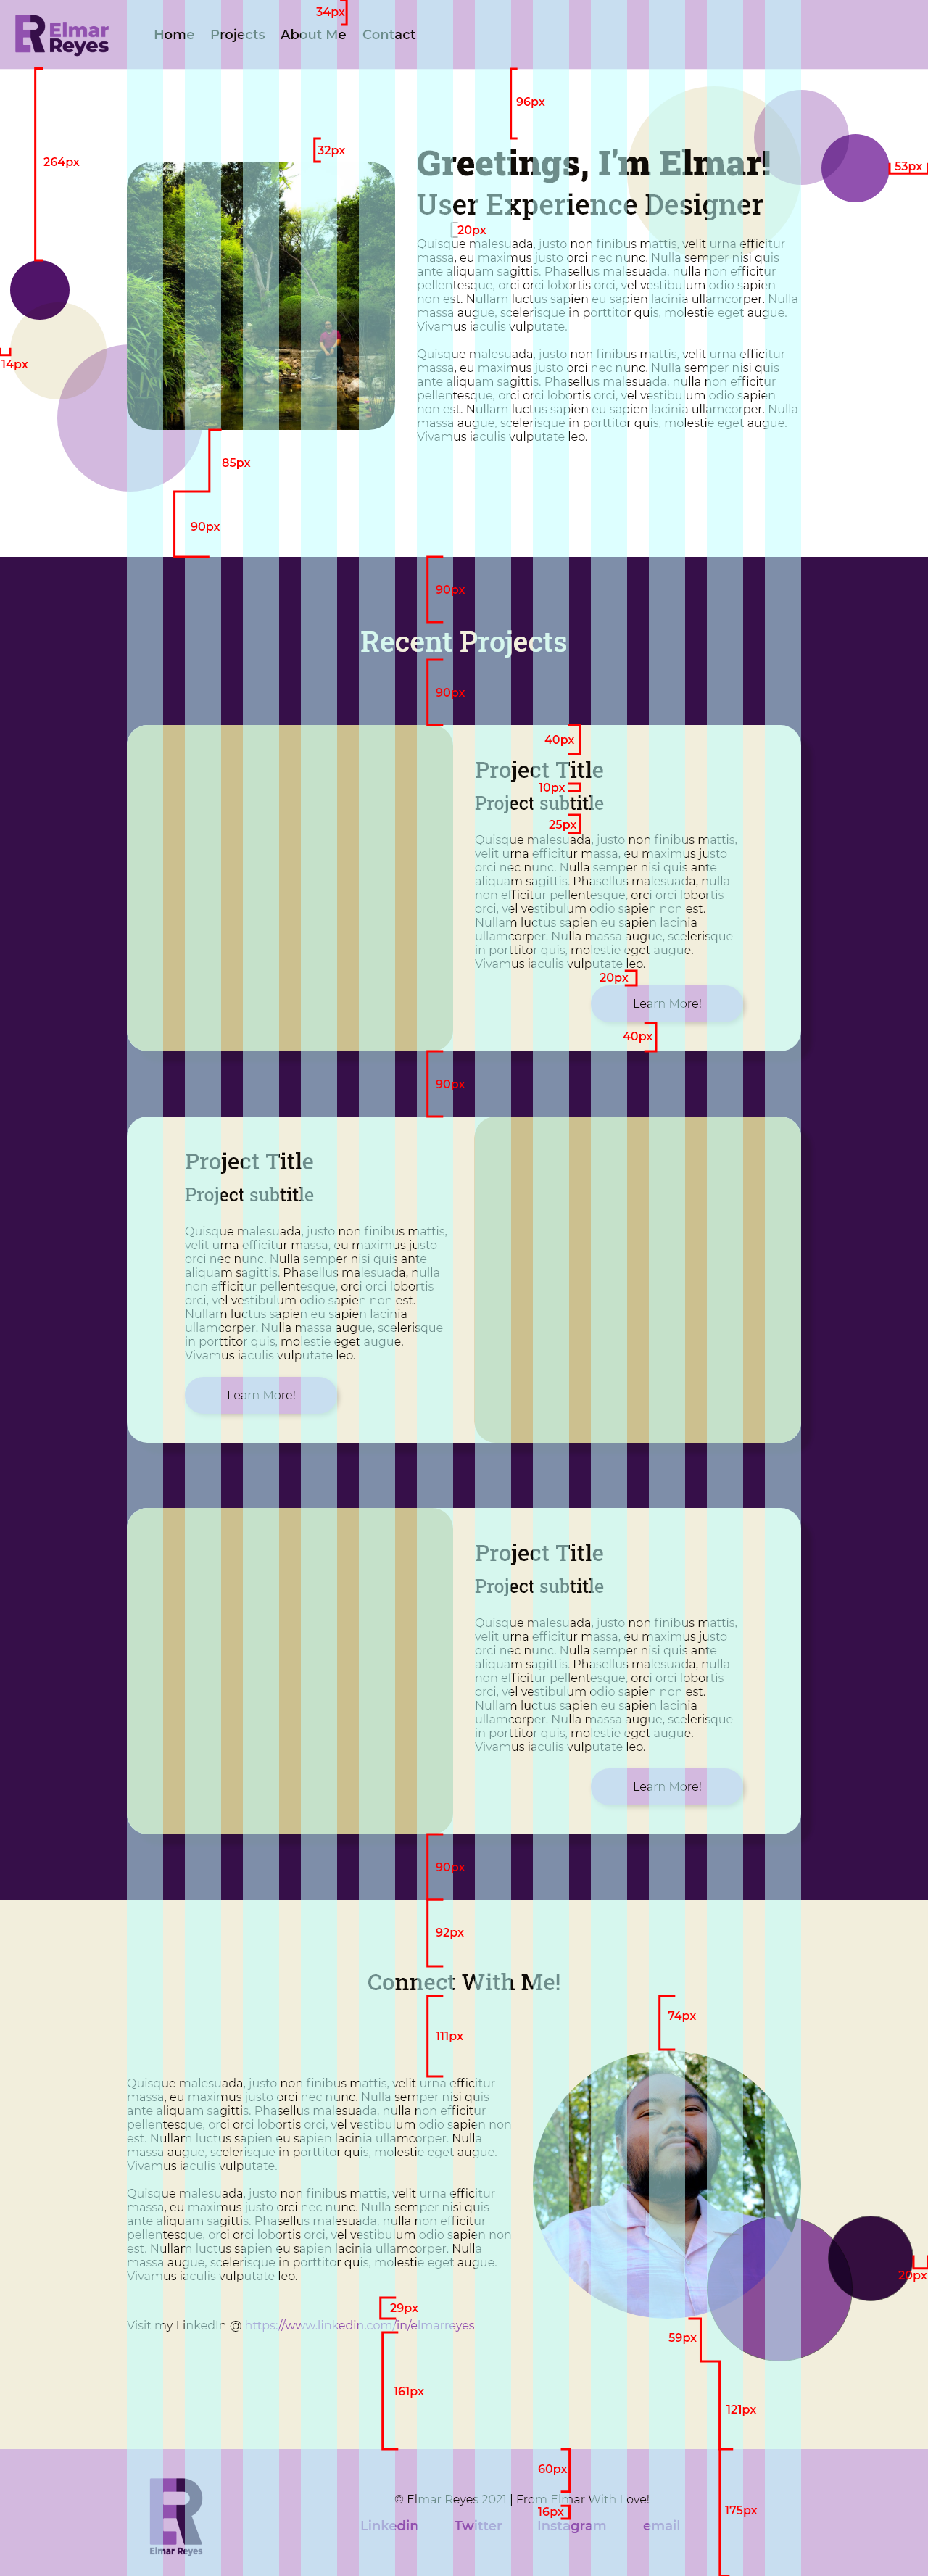 34px
Elmar
Reyes
Home Projects About Me Contact
96px
32px
264px
53px
Greetings, I'm Elmar!
User Experience Designer
20px
Quisque malesuada, justo non finibus mattis, velit urna efficitur
massa, eu maximus justo orci nec nunc. Nulla semper nisi quis
ante aliquam sagittis. Phasellus malesuada, nulla non efficitur
pellentesque, orci orci lobortis orci, vel vestibulum odio sapien
non est. Nullam luctus sapien eu sapien lacinia ullamcorper. Nulla
massa augue, scelerisque in porttitor quis, molestie eget augue.
Vivamus iaculis vulputate.
Quisque malesuada, justo non finibus mattis, velit urna efficitur
massa, eu maximus justo orci nec nunc. Nulla semper nisi quis
ante aliquam sagittis. Phasellus malesuada, nulla non efficitur
pellentesque, orci orci lobortis orci, vel vestibulum odio sapien
non est. Nullam luctus sapien eu sapien lacinia ullamcorper. Nulla
massa augue, scelerisque in porttitor quis, molestie eget augue.
Vivamus iaculis vulputate leo.
14px
85px
90px
90px
Recent Projects
90px
40px
Project Title
10px
Project subtitle
25px
Quisque malesuada, justo non finibus mattis,
velit urna efficitur massa, eu maximus justo
orci nec nunc. Nulla semper nisi quis ante
aliquam sagittis. Phasellus malesuada, nulla
non efficitur pellentesque, orci orci lobortis
orci, vel vestibulum odio sapien non est.
Nullam luctus sapien eu sapien lacinia
ullamcorper. Nulla massa augue, scelerisque
in porttitor quis, molestie eget augue.
Vivamus iaculis vulputate leo.
20px
Learn More!
40px
90px
Project Title
Project subtitle
Quisque malesuada, justo non finibus mattis,
velit urna efficitur massa, eu maximus justo
orci nec nunc. Nulla semper nisi quis ante
aliquam sagittis. Phasellus malesuada, nulla
non efficitur pellentesque, orci orci lobortis
orci, vel vestibulum odio sapien non est.
Nullam luctus sapien eu sapien lacinia
ullamcorper. Nulla massa augue, scelerisque
in porttitor quis, molestie eget augue.
Vivamus iaculis vulputate leo.
Learn More!
Project Title
Project subtitle
Quisque malesuada, justo non finibus mattis,
velit urna efficitur massa, eu maximus justo
orci nec nunc. Nulla semper nisi quis ante
aliquam sagittis. Phasellus malesuada, nulla
non efficitur pellentesque, orci orci lobortis
orci, vel vestibulum odio sapien non est.
Nullam luctus sapien eu sapien lacinia
ullamcorper. Nulla massa augue, scelerisque
in porttitor quis, molestie eget augue.
Vivamus iaculis vulputate leo.
Learn More!
90px
92px
Connect With Me!
74px
111px
Quisque malesuada, justo non finibus mattis, velit urna efficitur
massa, eu maximus justo orci nec nunc. Nulla semper nisi quis
ante aliquam sagittis. Phasellus malesuada, nulla non efficitur
pellentesque, orci orci lobortis orci, vel vestibulum odio sapien non
est. Nullam luctus sapien eu sapien lacinia ullamcorper. Nulla
massa augue, scelerisque in porttitor quis, molestie eget augue.
Vivamus iaculis vulputate.
Quisque malesuada, justo non finibus mattis, velit urna efficitur
massa, eu maximus justo orci nec nunc. Nulla semper nisi quis
ante aliquam sagittis. Phasellus malesuada, nulla non efficitur
pellentesque, orci orci lobortis orci, vel vestibulum odio sapien non
est. Nullam luctus sapien eu sapien lacinia ullamcorper. Nulla
massa augue, scelerisque in porttitor quis, molestie eget augue.
Vivamus iaculis vulputate leo.
20px
29px
Visit my LinkedIn @ https://www.linkedin.com/in/elmarreyes
59px
161px
121px
60px
© Elmar Reyes 2021 | From Elmar With Love!
16px
175px
Linkedin Twitter Instagram email
Elmar Reyes